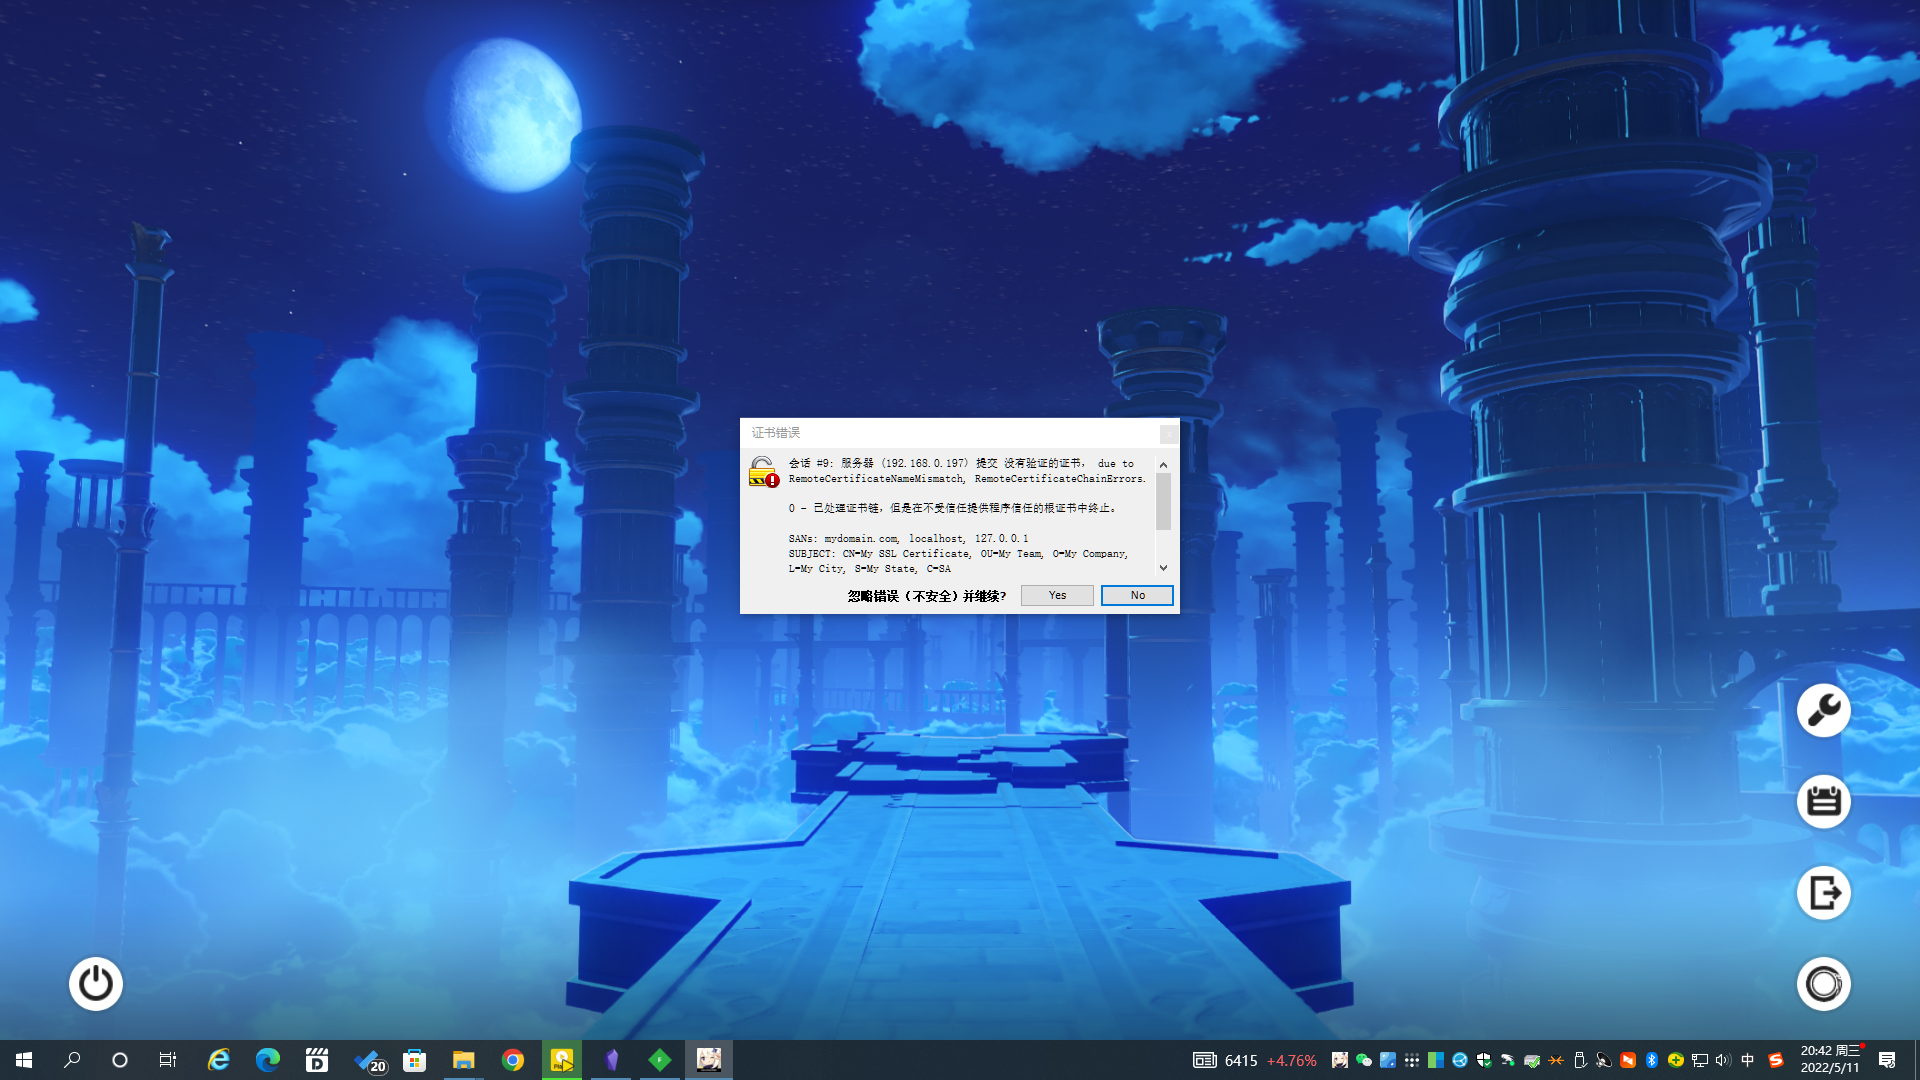 证书错误
会话 #9: 服务器 (192.168.0.197) 提交 没有验证的证书, due to
RemoteCertificateNameMismatch, RemoteCertificateChainErrors.
0 - 已处理证书链，但是在不受信任提供程序信任的根证书中终止。
SANs: mydomain.com, localhost, 127.0.0.1
SUBJECT: CN=My SSL Certificate, OU=My Team, O=My Company,
L=My City, S=My State, C=SA
忽略错误（不安全）并继续?
Yes
No
20
6415 +4.76%
中
20:42 周三
2022/5/11